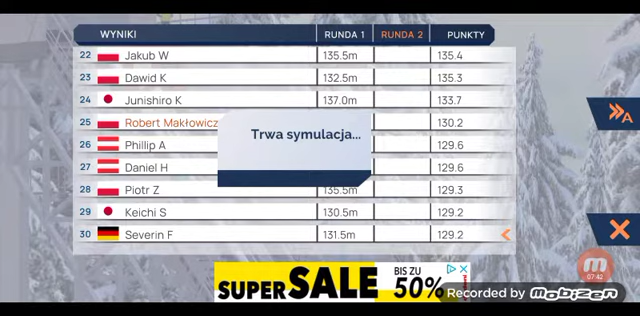 WYNIKI RUNDA 1 RUNDA 2 PUNKTY
22 Jakub W 135.5m 135.4
23 Dawid K 132.5m 135.3
24 Junishiro K 137.0m 133.7
25 Robert Makłowicz 130.2
26 Phillip A 129.6
27 Daniel H 129.6
28 Piotr Z 135.5m 129.3
29 Keichi S 130.5m 129.2
30 Severin F 131.5m 129.2
Trwa symulacja...
A
SUPER SALE BIS ZU 50%
07:42
Recorded by mobizen